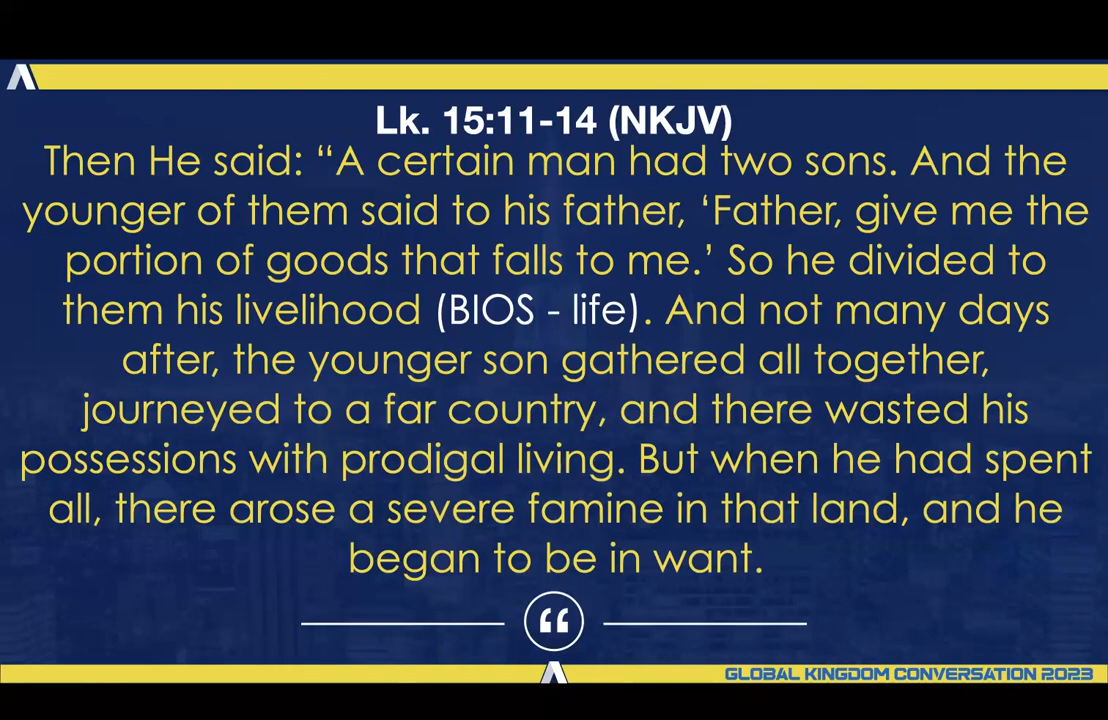 Lk. 15:11-14 (NKJV)
Then He said: “A certain man had two sons. And the
younger of them said to his father, ‘Father, give me the
portion of goods that falls to me.’ So he divided to
them his livelihood (BIOS - life). And not many days
after, the younger son gathered all together,
journeyed to a far country, and there wasted his
possessions with prodigal living. But when he had spent
all, there arose a severe famine in that land, and he
began to be in want.
GLOBAL KINGDOM CONVERSATION 2023